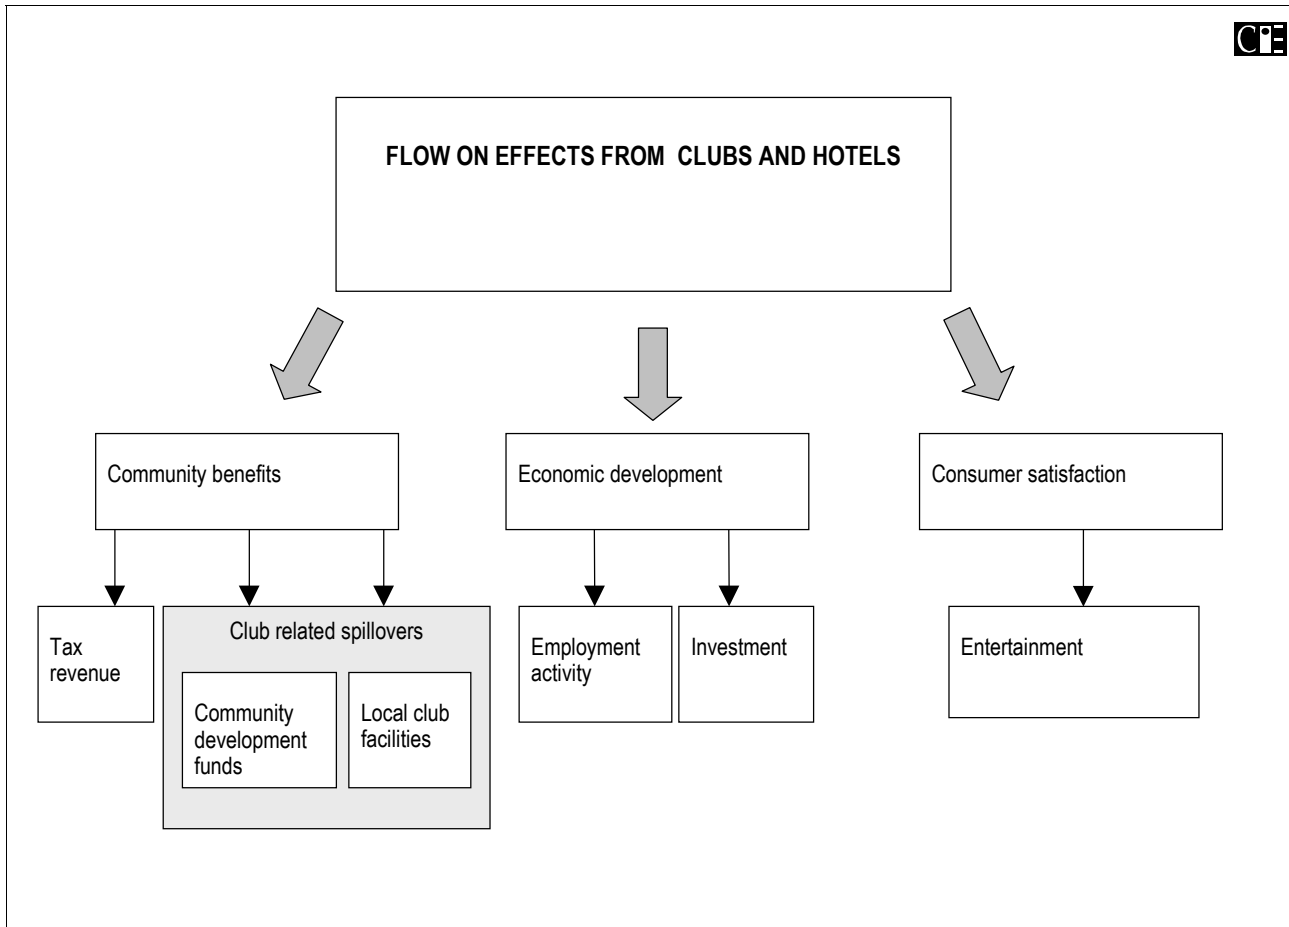 CIE
FLOW ON EFFECTS FROM CLUBS AND HOTELS
Community benefits
Economic development
Consumer satisfaction
Tax
revenue
Club related spillovers
Community
development
funds
Local club
facilities
Employment
activity
Investment
Entertainment